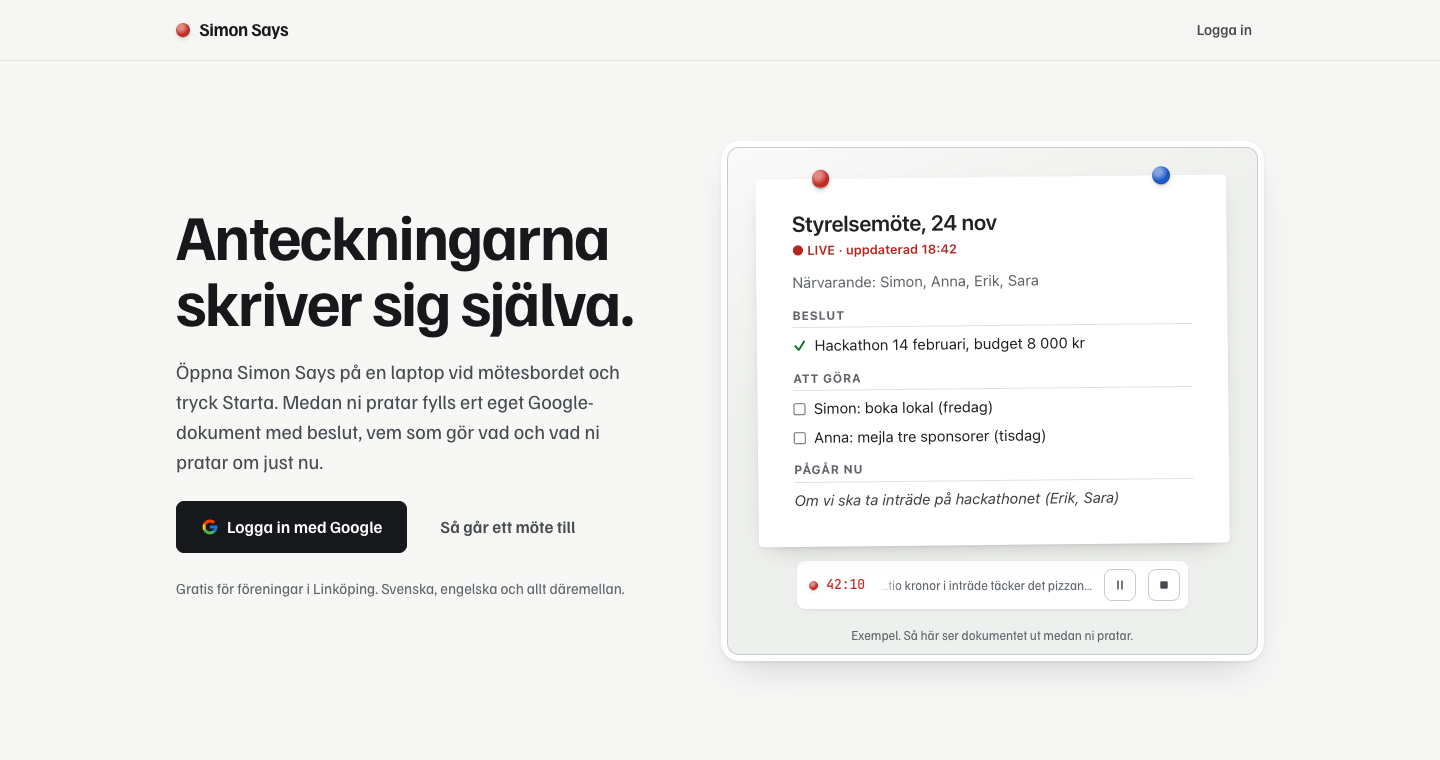 Simon Says
Logga in
Anteckningarna
skriver sig själva.
Öppna Simon Says på en laptop vid mötesbordet och
tryck Starta. Medan ni pratar fylls ert eget Google-
dokument med beslut, vem som gör vad och vad ni
pratar om just nu.
Logga in med Google
Så går ett möte till
Gratis för föreningar i Linköping. Svenska, engelska och allt däremellan.
Styrelsemöte, 24 nov
LIVE · uppdaterad 18:42
Närvarande: Simon, Anna, Erik, Sara
BESLUT
Hackathon 14 februari, budget 8 000 kr
ATT GÖRA
Simon: boka lokal (fredag)
Anna: mejla tre sponsorer (tisdag)
PÅGÅR NU
Om vi ska ta inträde på hackathonet (Erik, Sara)
42:10
...tio kronor i inträde täcker det pizzan...
Exempel. Så här ser dokumentet ut medan ni pratar.